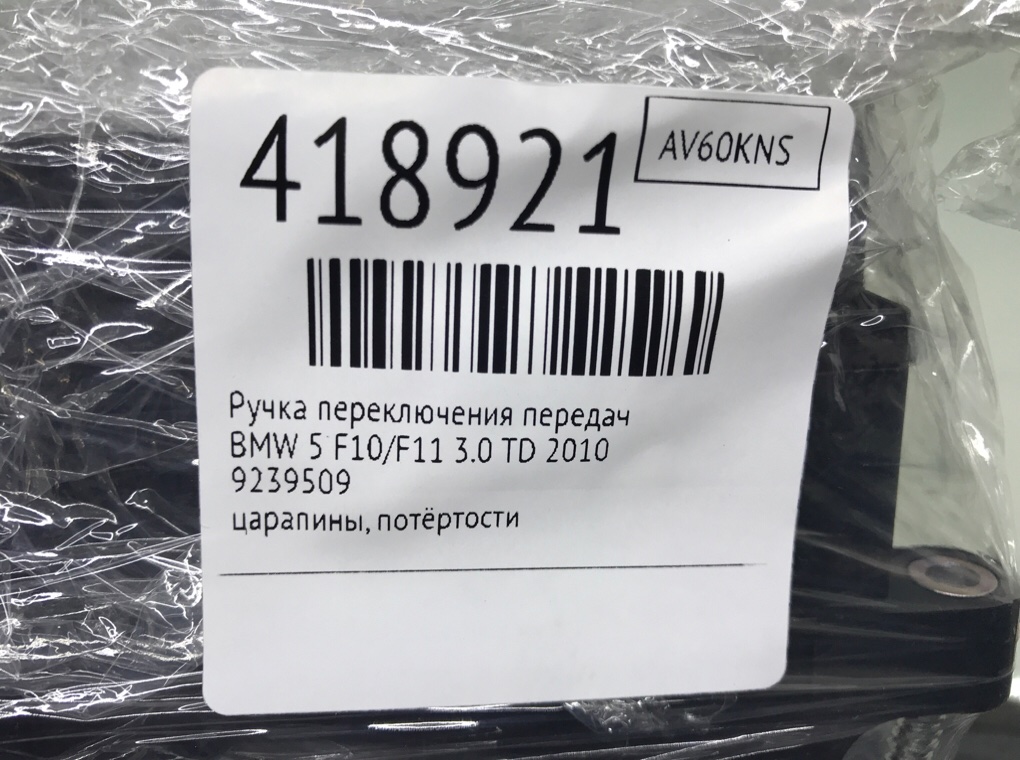 418921
AV60KNS
Ручка переключения передач
BMW 5 F10/F11 3.0 TD 2010
9239509
царапины, потёртости